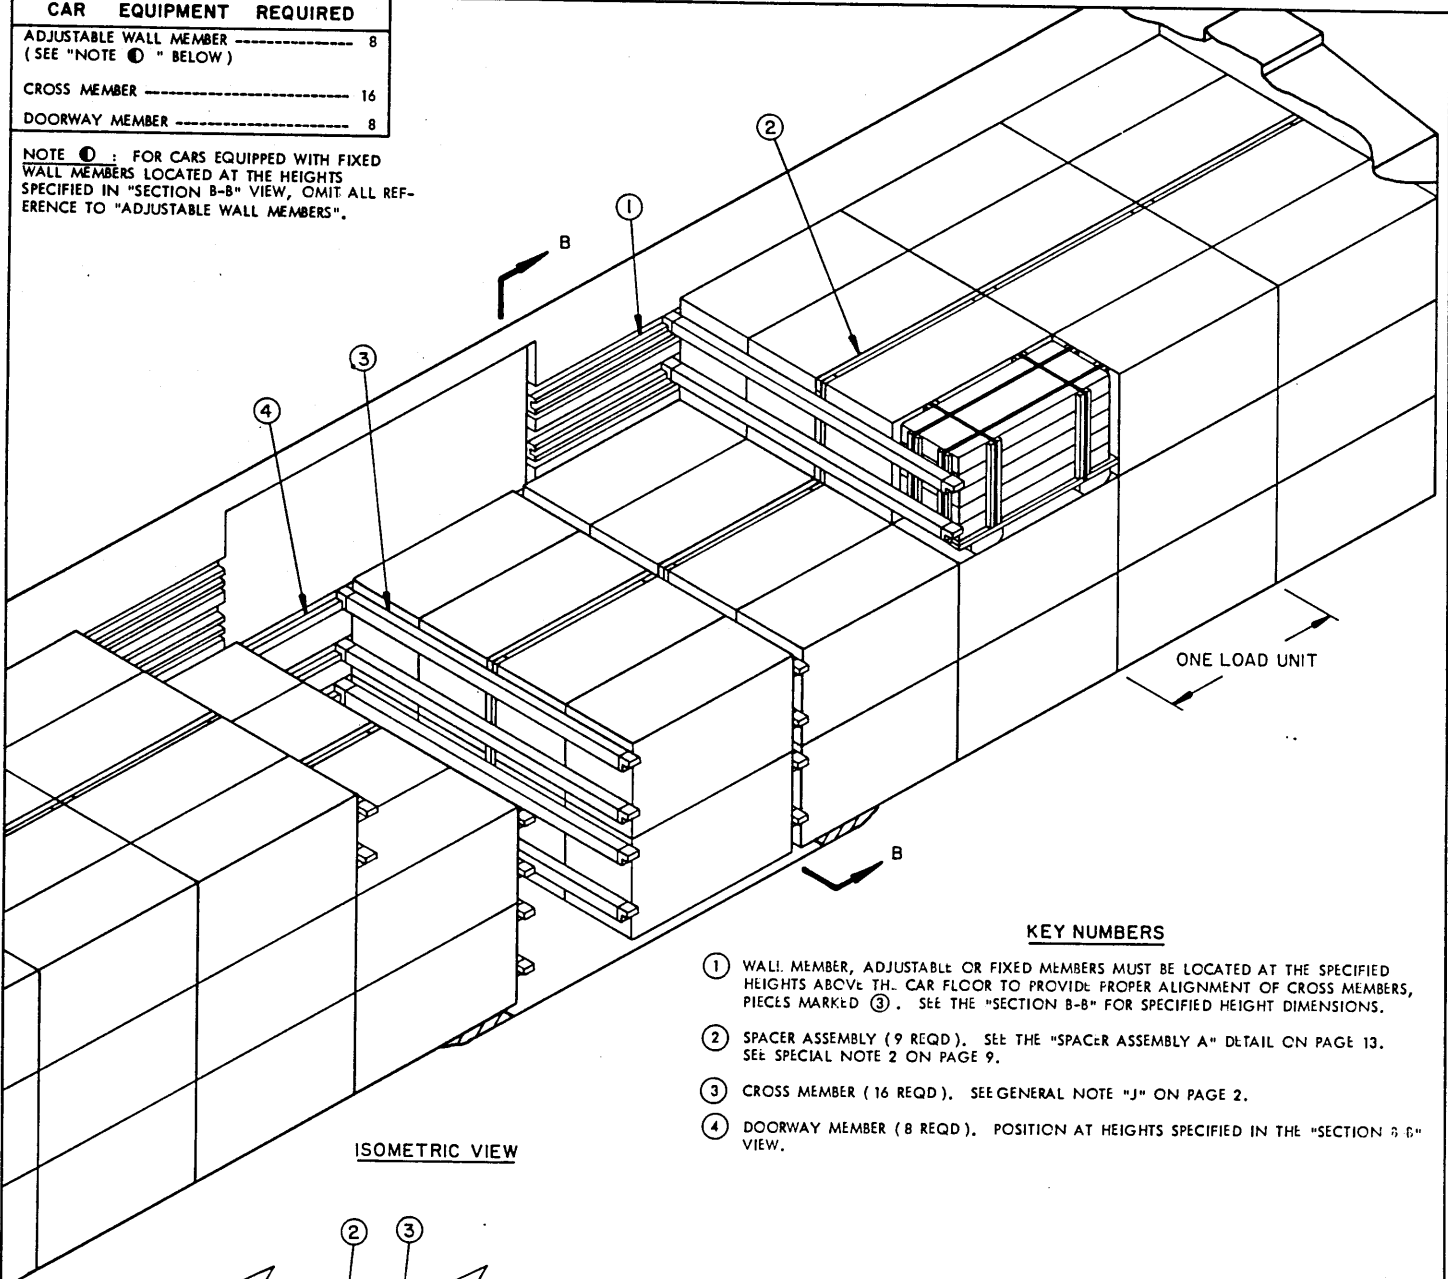 CAR EQUIPMENT REQUIRED
ADJUSTABLE WALL MEMBER ---------------- 8
(SEE "NOTE ◐ " BELOW)
CROSS MEMBER ---------------------------- 16
DOORWAY MEMBER ------------------------ 8
NOTE ◐ : FOR CARS EQUIPPED WITH FIXED
WALL MEMBERS LOCATED AT THE HEIGHTS
SPECIFIED IN "SECTION B-B" VIEW, OMIT ALL REF-
ERENCE TO "ADJUSTABLE WALL MEMBERS".
2
1
B
3
4
ONE LOAD UNIT
B
KEY NUMBERS
1 WALL MEMBER, ADJUSTABLE OR FIXED MEMBERS MUST BE LOCATED AT THE SPECIFIED
HEIGHTS ABOVE THE CAR FLOOR TO PROVIDE PROPER ALIGNMENT OF CROSS MEMBERS,
PIECES MARKED 3. SEE THE "SECTION B-B" FOR SPECIFIED HEIGHT DIMENSIONS.
2 SPACER ASSEMBLY (9 REQD). SEE THE "SPACER ASSEMBLY A" DETAIL ON PAGE 13.
SEE SPECIAL NOTE 2 ON PAGE 9.
3 CROSS MEMBER (16 REQD). SEE GENERAL NOTE "J" ON PAGE 2.
4 DOORWAY MEMBER (8 REQD). POSITION AT HEIGHTS SPECIFIED IN THE "SECTION B-B"
VIEW.
ISOMETRIC VIEW
2 3